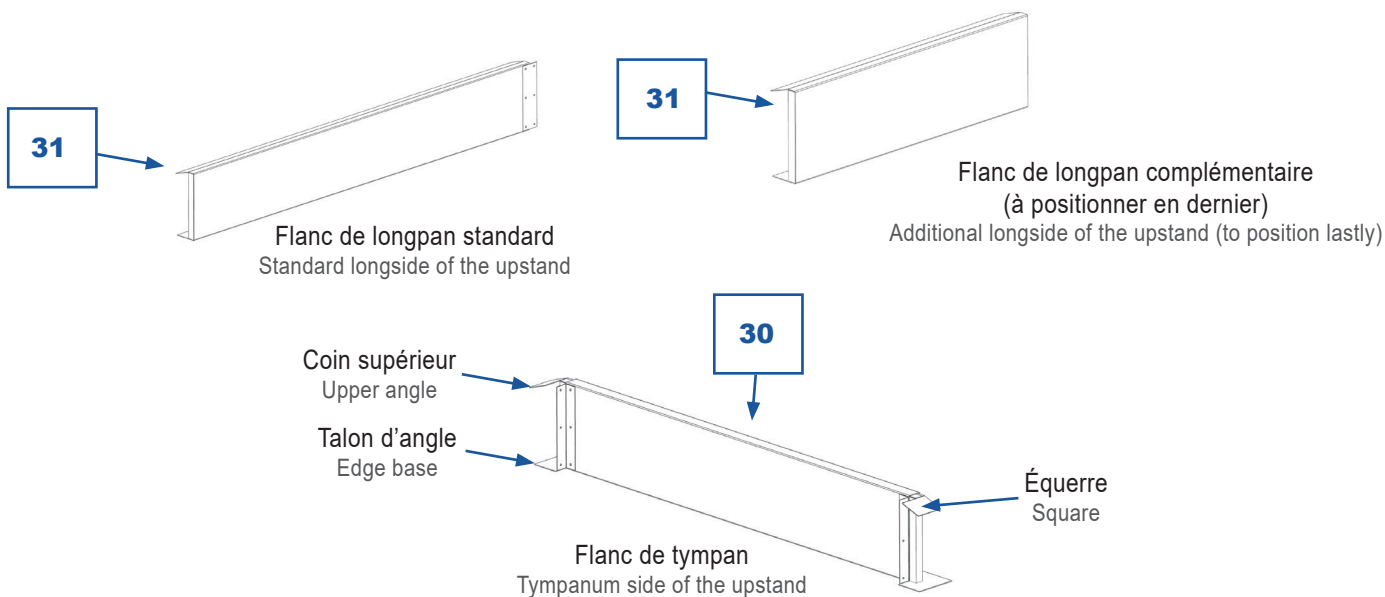 31
Flanc de longpan standard
Standard longside of the upstand
31
Flanc de longpan complémentaire
(à positionner en dernier)
Additional longside of the upstand (to position lastly)
30
Coin supérieur
Upper angle
Talon d’angle
Edge base
Équerre
Square
Flanc de tympan
Tympanum side of the upstand